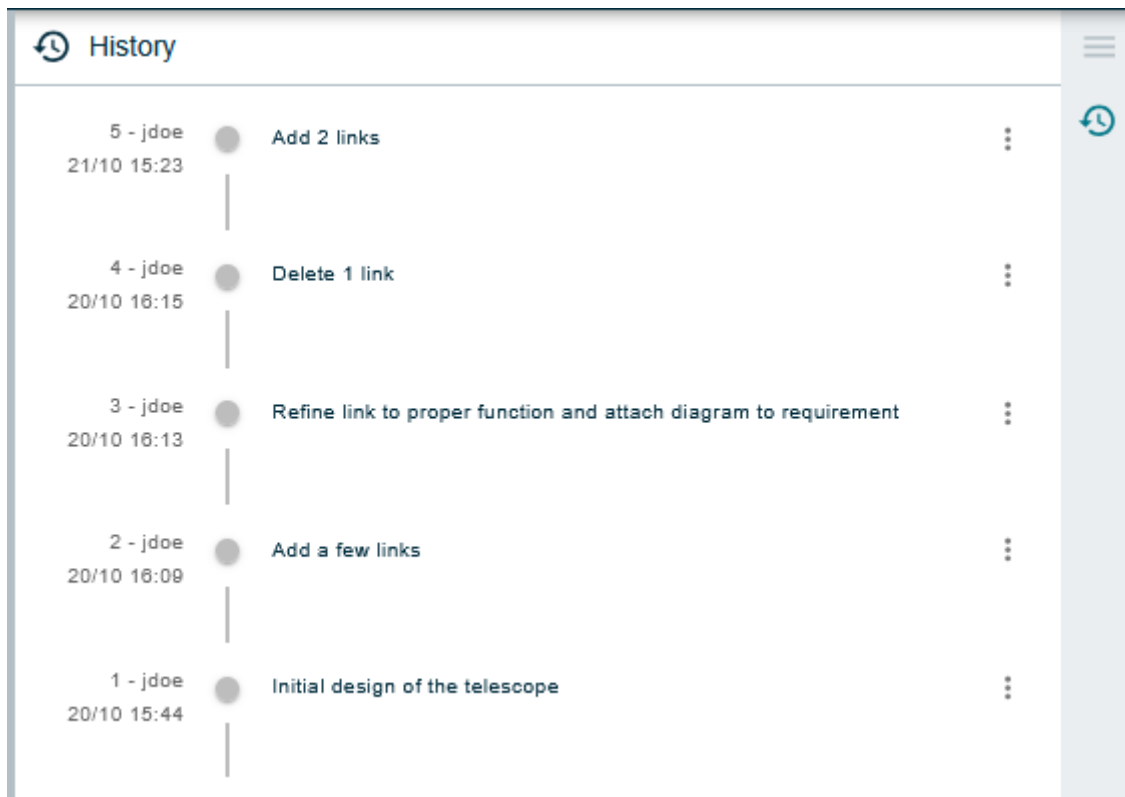 History
5 - jdoe
21/10 15:23
Add 2 links
4 - jdoe
20/10 16:15
Delete 1 link
3 - jdoe
20/10 16:13
Refine link to proper function and attach diagram to requirement
2 - jdoe
20/10 16:09
Add a few links
1 - jdoe
20/10 15:44
Initial design of the telescope